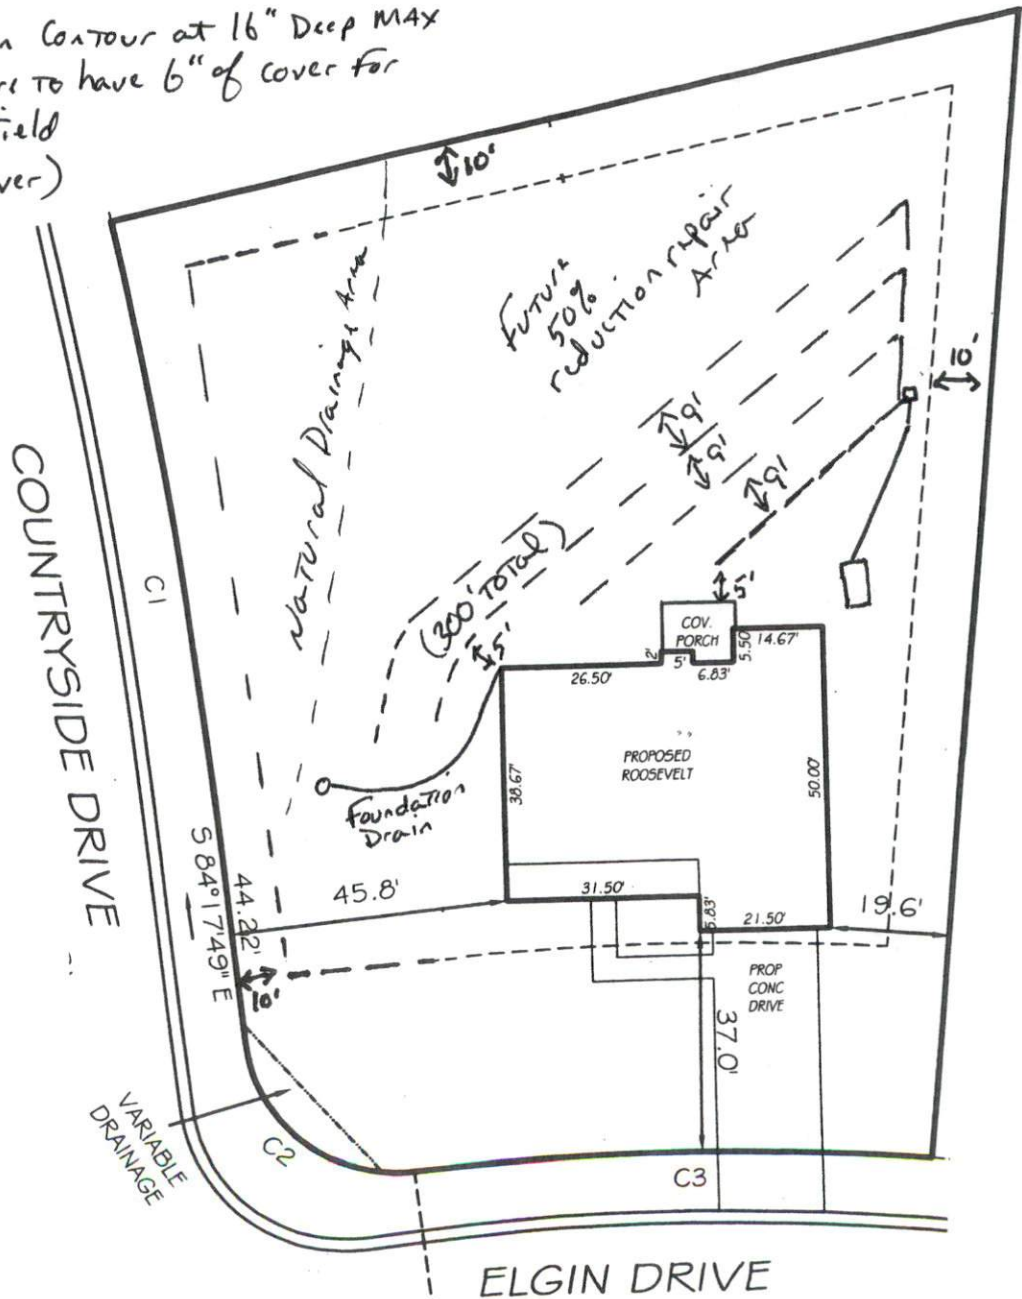 Contour at 16" Deep MAX
to have 6" of cover for
10'
Natural Drainage Area
Future
50%
reduction repair
Area
10'
9'
9'
9'
(300' TOTAL)
5'
5'
COV.
PORCH
2'
5'
6.83'
5.50'
14.67'
26.50'
PROPOSED
ROOSEVELT
38.67'
50.00'
Foundation
Drain
COUNTRYSIDE DRIVE
C1
S 84°17'49" E
44.22'
45.8'
31.50'
5.83'
21.50'
19.6'
10'
PROP
CONC
DRIVE
37.0'
VARIABLE
DRAINAGE
C2
C3
ELGIN DRIVE